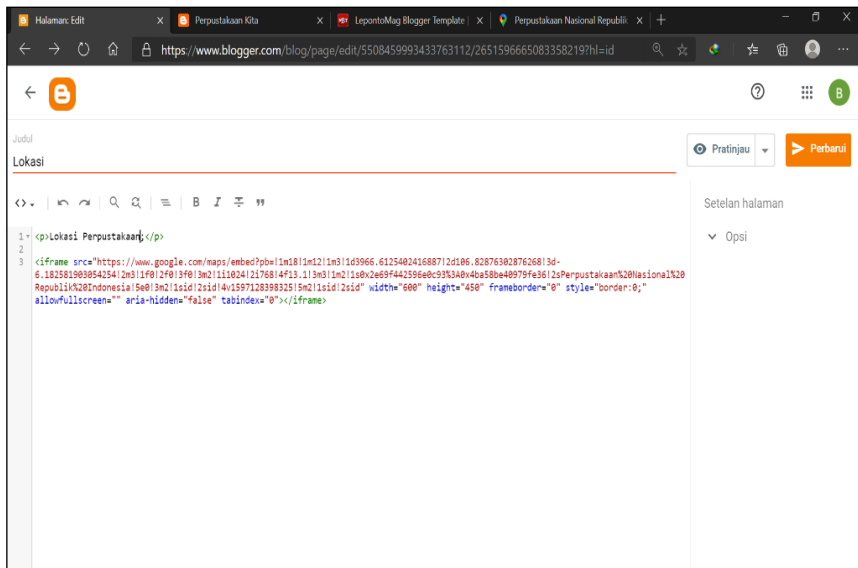 Halaman: Edit
Perpustakaan Kita
LepontoMag Blogger Template
Perpustakaan Nasional Republi
https://www.blogger.com/blog/page/edit/5508459993433763112/2651596665083358219?hl=id
B
Judul
Lokasi
Pratinjau
Perbarui
Setelan halaman
Opsi
B I
1 <p>Lokasi Perpustakaan;</p>
2
3 <iframe src="https://www.google.com/maps/embed?pb=!1m18!1m12!1m3!1d3966.6125402416887!2d106.82876302876268!3d-
6.182581903054254!2m3!1f0!2f0!3f0!3m2!1i1024!2i768!4f13.1!3m3!1m2!1s0x2e69f442596e0c93%3A0x4ba58be40979fe36!2sPerpustakaan%20Nasional%20
Republik%20Indonesia!5e0!3m2!1sid!2sid!4v1597128398325!5m2!1sid!2sid" width="600" height="450" frameborder="0" style="border:0;"
allowfullscreen="" aria-hidden="false" tabindex="0"></iframe>